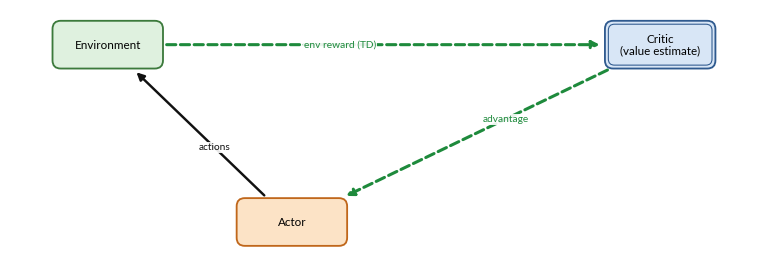 Environment
env reward (TD)
Critic
(value estimate)
advantage
actions
Actor